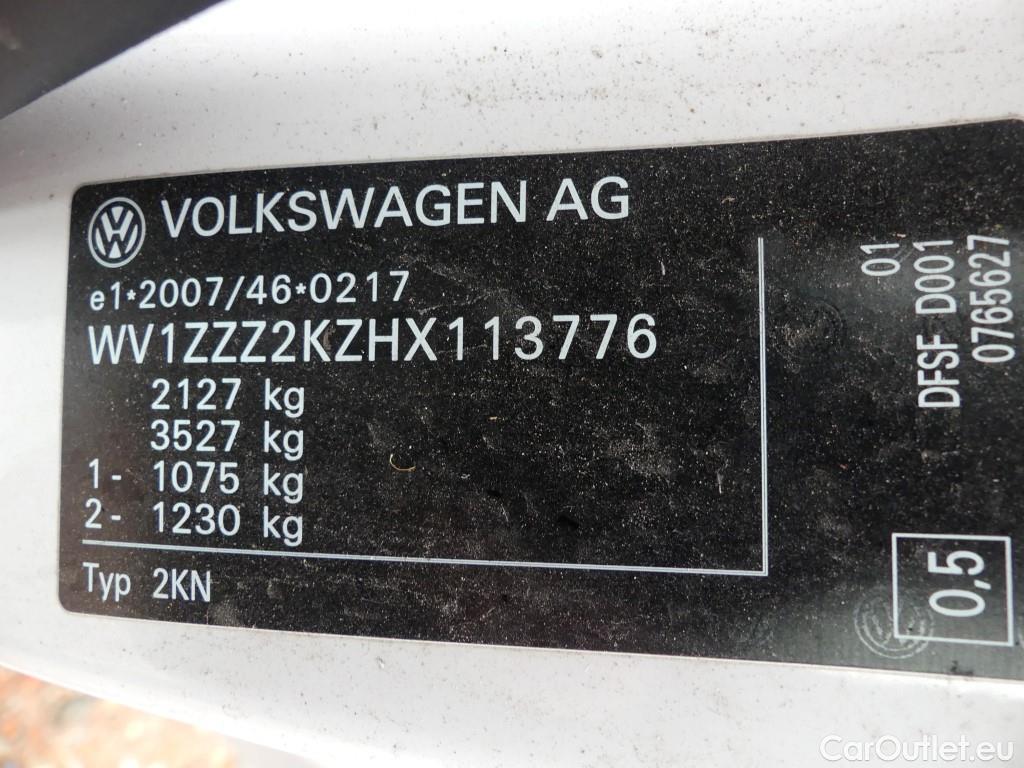 VOLKSWAGEN AG
e1*2007/46*0217
WV1ZZZ2KZHX113776
2127 kg
3527 kg
1- 1075 kg
2- 1230 kg
Typ 2KN
01
DFSF D001
0765627
0,5
CarOutlet.eu